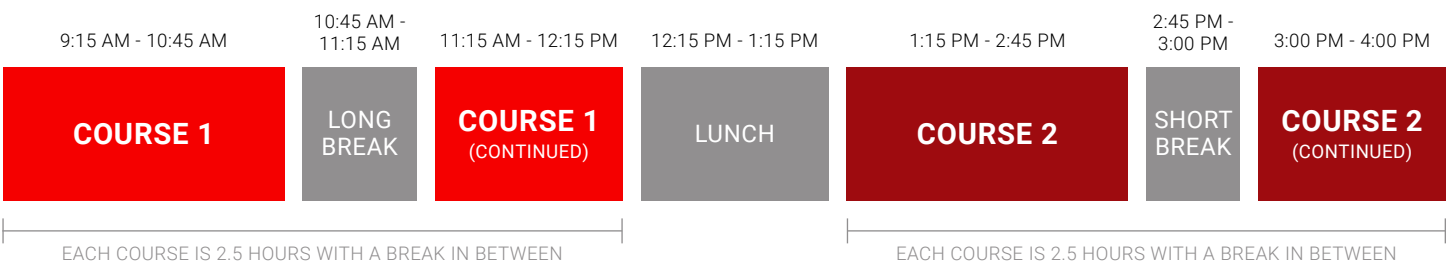 9:15 AM - 10:45 AM
10:45 AM -
11:15 AM
11:15 AM - 12:15 PM
12:15 PM - 1:15 PM
1:15 PM - 2:45 PM
2:45 PM -
3:00 PM
3:00 PM - 4:00 PM
COURSE 1
LONG
BREAK
COURSE 1
(CONTINUED)
LUNCH
COURSE 2
SHORT
BREAK
COURSE 2
(CONTINUED)
EACH COURSE IS 2.5 HOURS WITH A BREAK IN BETWEEN
EACH COURSE IS 2.5 HOURS WITH A BREAK IN BETWEEN